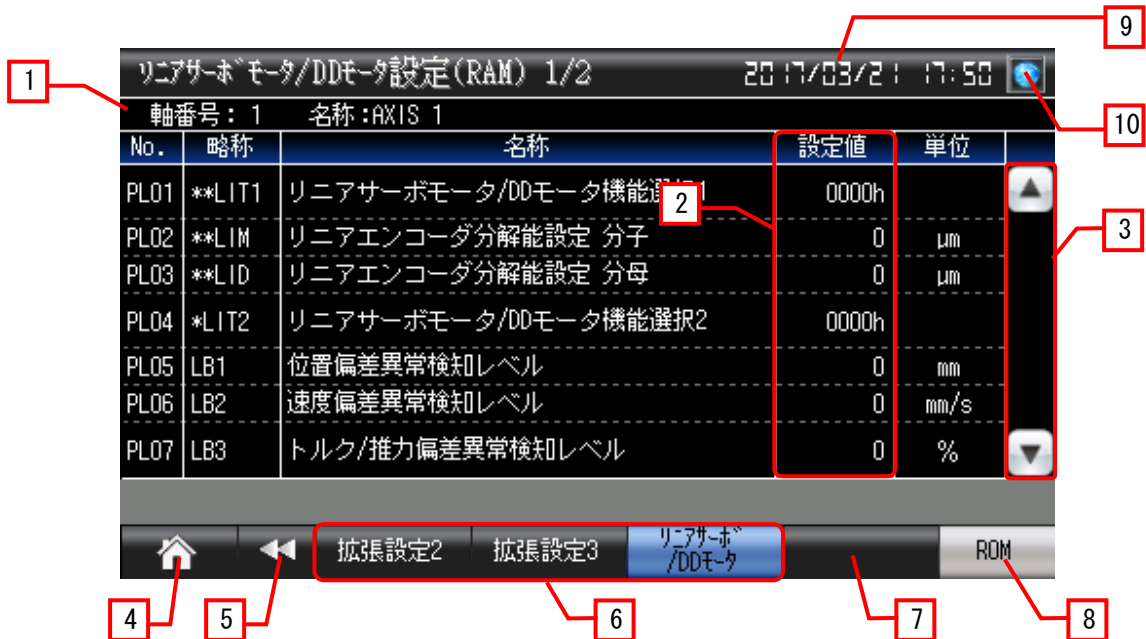 9
リニアサーボモータ/DDモータ設定(RAM) 1/2 2017/03/21 17:50
1
軸番号: 1 名称:AXIS 1
10
No. 略称 名称 設定値 単位
PL01 **LIT1 リニアサーボモータ/DDモータ機能選択1 0000h
2
3
PL02 **LIM リニアエンコーダ分解能設定 分子 0 μm
PL03 **LID リニアエンコーダ分解能設定 分母 0 μm
PL04 *LIT2 リニアサーボモータ/DDモータ機能選択2 0000h
PL05 LB1 位置偏差異常検知レベル 0 mm
PL06 LB2 速度偏差異常検知レベル 0 mm/s
PL07 LB3 トルク/推力偏差異常検知レベル 0 %
拡張設定2 拡張設定3 リニアサーボ
/DDモータ
ROM
4 5 6 7 8